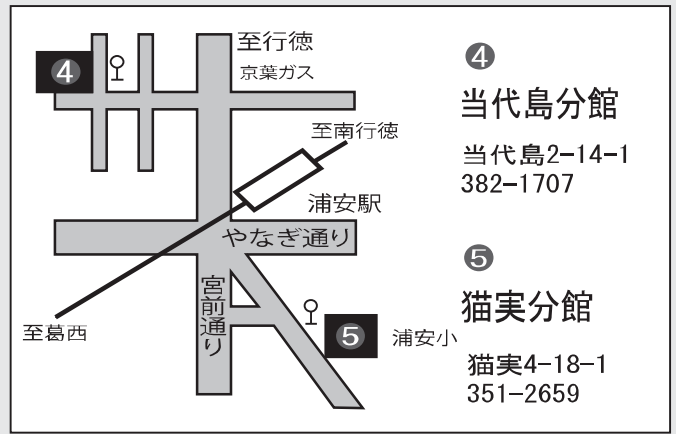 至行徳
4
京葉ガス
至南行徳
浦安駅
やなぎ通り
宮前通り
至葛西
5
浦安小
4
当代島分館
当代島2-14-1
382-1707
5
猫実分館
猫実4-18-1
351-2659